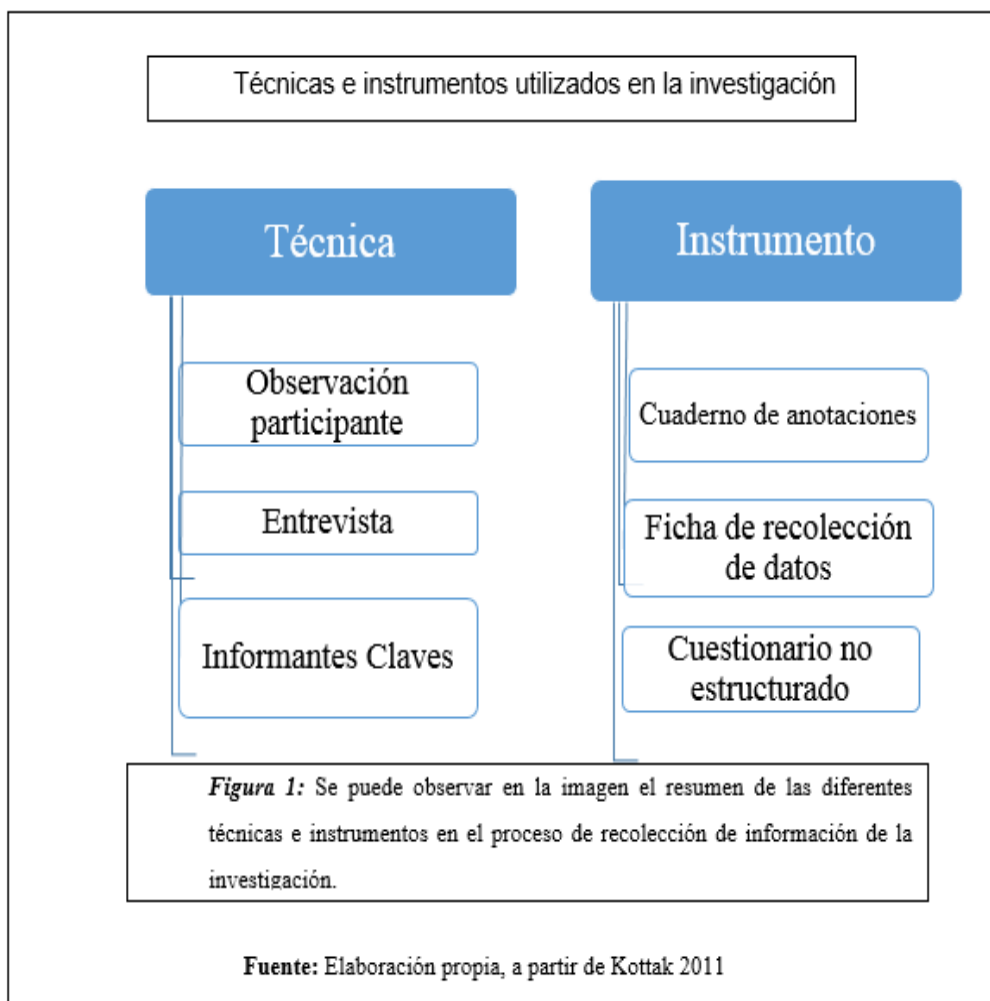 Técnicas e instrumentos utilizados en la investigación
Técnica
Observación
participante
Entrevista
Informantes Claves
Instrumento
Cuaderno de anotaciones
Ficha de recolección
de datos
Cuestionario no
estructurado
Figura 1: Se puede observar en la imagen el resumen de las diferentes
técnicas e instrumentos en el proceso de recolección de información de la
investigación.
Fuente: Elaboración propia, a partir de Kottak 2011